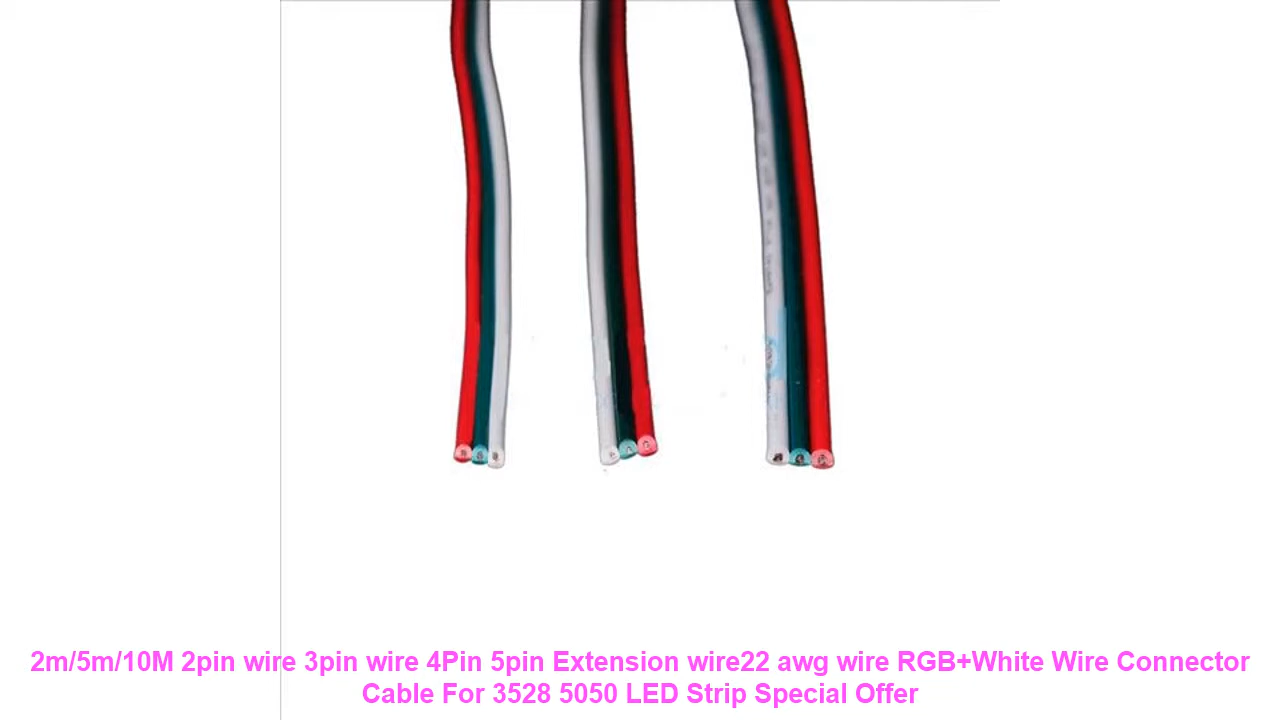 2m/5m/10M 2pin wire 3pin wire 4Pin 5pin Extension wire22 awg wire RGB+White Wire Connector
Cable For 3528 5050 LED Strip Special Offer